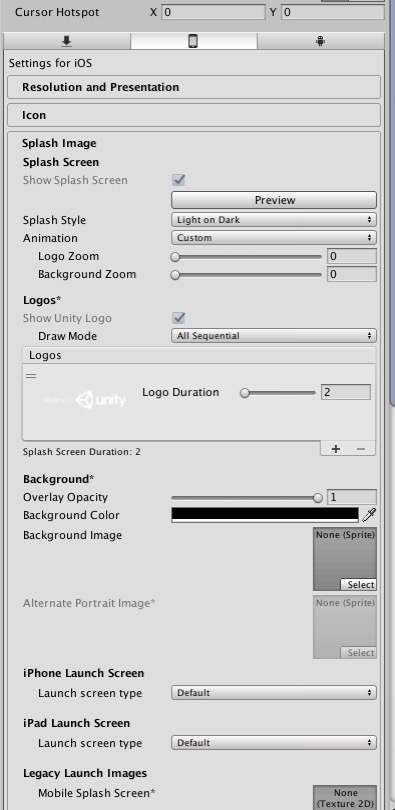 Cursor Hotspot X 0 Y 0
Settings for iOS
Resolution and Presentation
Icon
Splash Image
Splash Screen
Show Splash Screen
Preview
Splash Style Light on Dark
Animation Custom
Logo Zoom 0
Background Zoom 0
Logos*
Show Unity Logo
Draw Mode All Sequential
Logos
Logo Duration 2
unity
Splash Screen Duration: 2
Background*
Overlay Opacity 1
Background Color
Background Image None (Sprite)
Select
Alternate Portrait Image* None (Sprite)
Select
iPhone Launch Screen
Launch screen type Default
iPad Launch Screen
Launch screen type Default
Legacy Launch Images
Mobile Splash Screen* None
(Texture 2D)